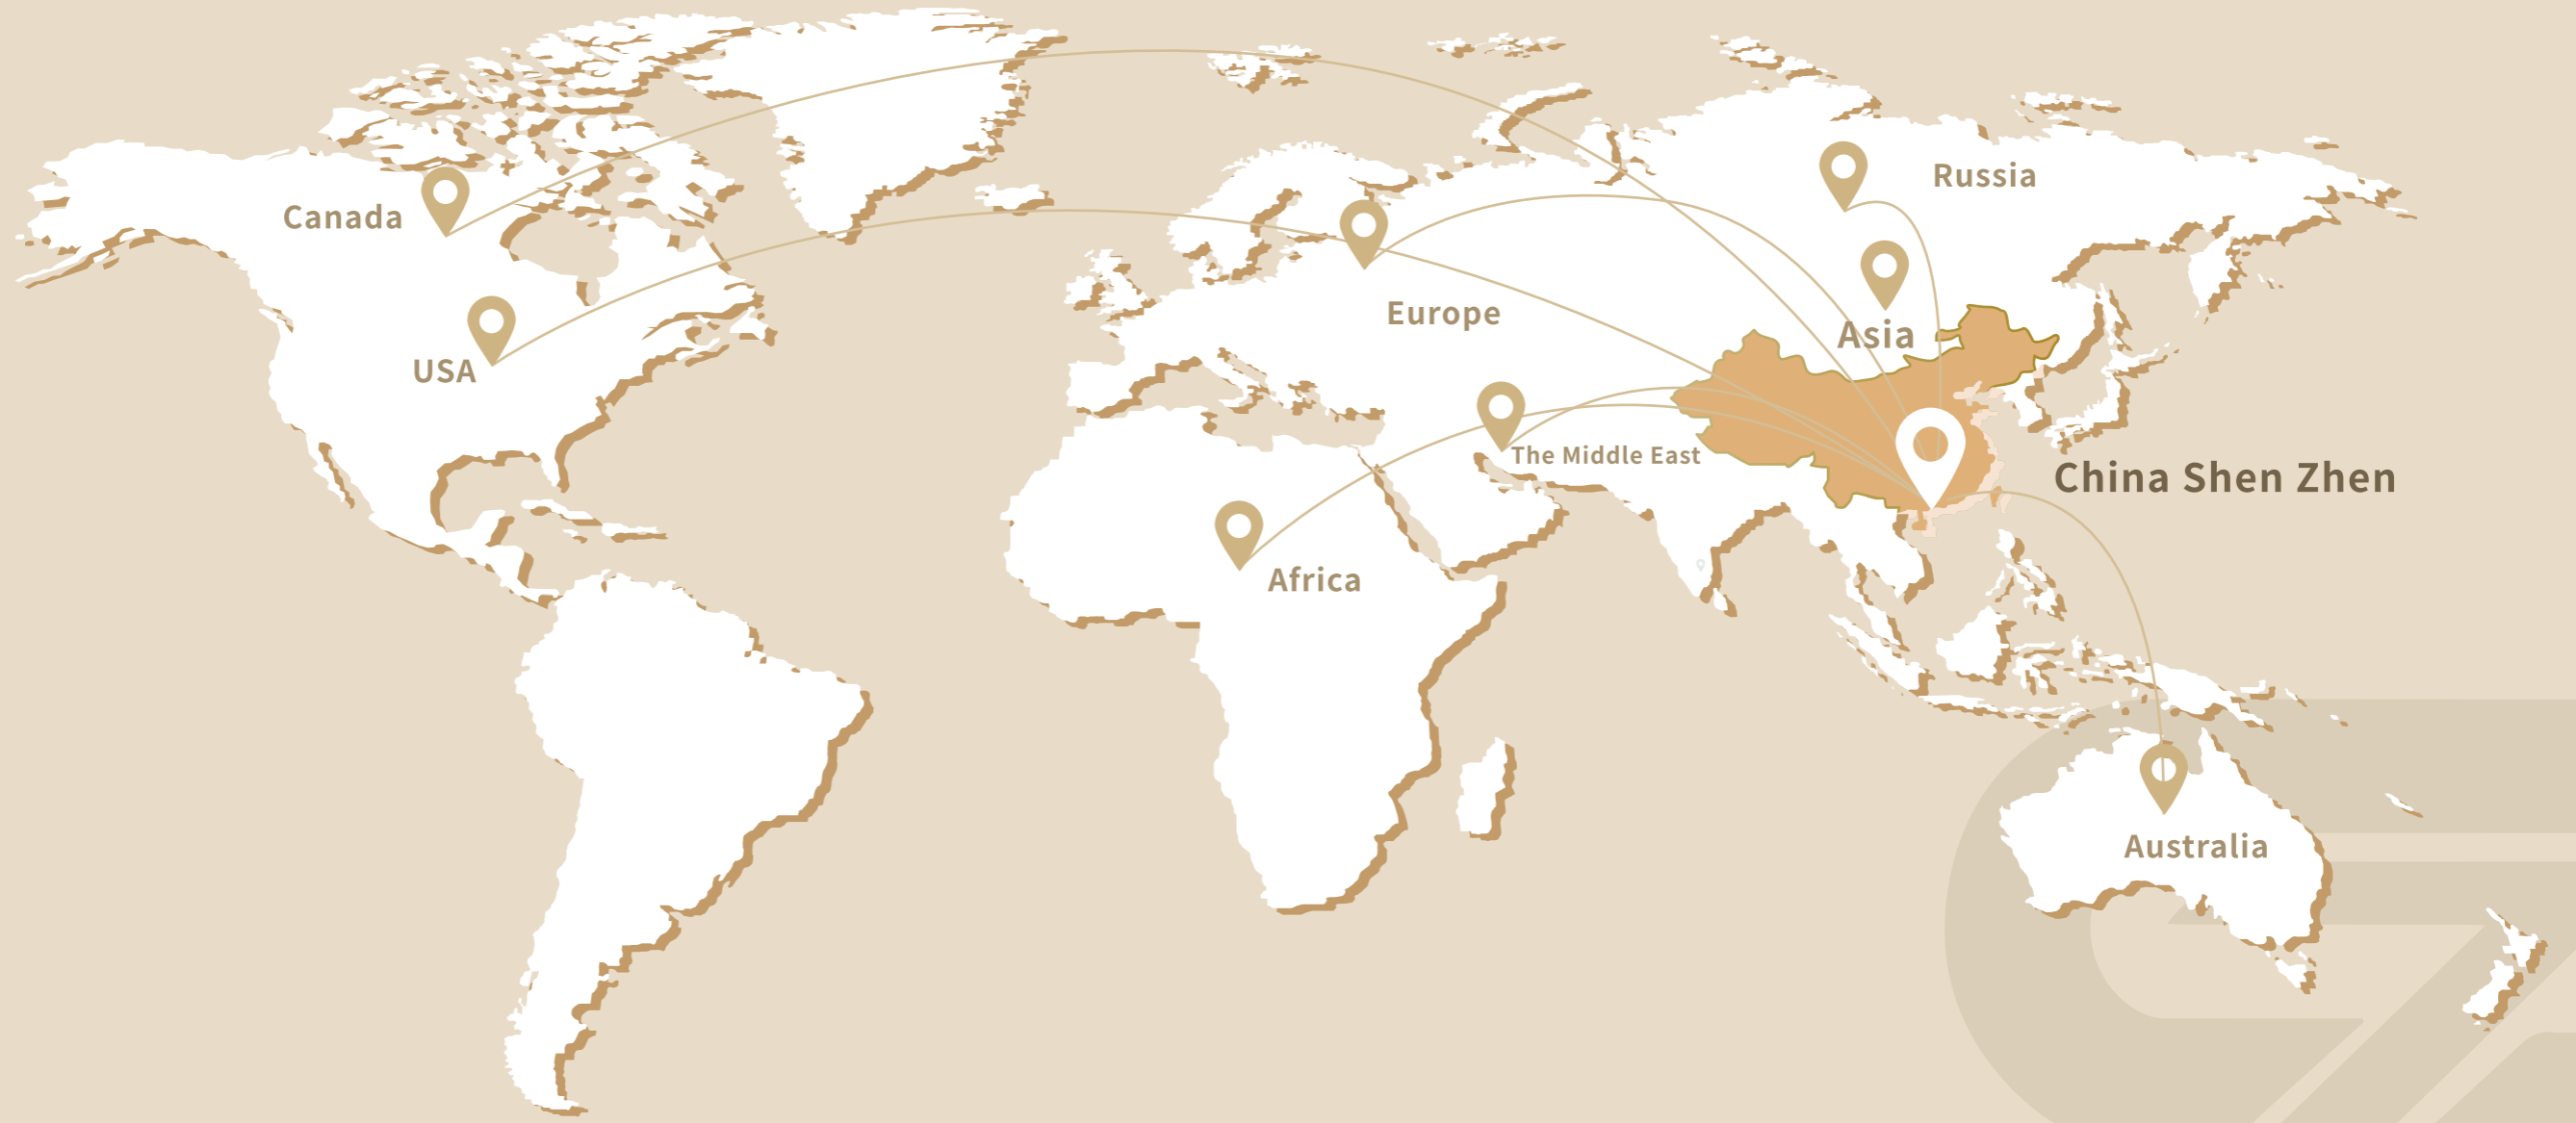 Russia
Canada
Europe
Asia
USA
The Middle East
China Shen Zhen
Africa
Australia